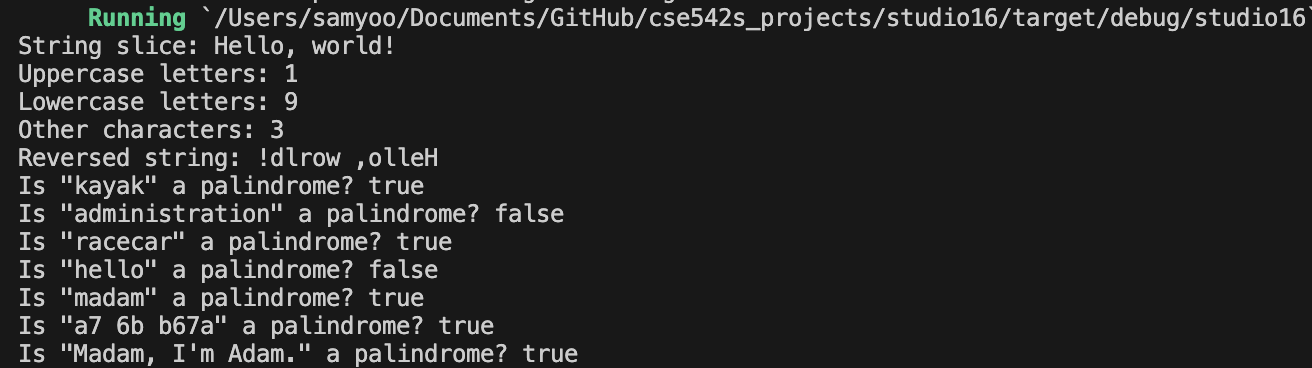 Running `/Users/samyoo/Documents/GitHub/cse542s_projects/studio16/target/debug/studio16`
String slice: Hello, world!
Uppercase letters: 1
Lowercase letters: 9
Other characters: 3
Reversed string: !dlrow ,olleH
Is "kayak" a palindrome? true
Is "administration" a palindrome? false
Is "racecar" a palindrome? true
Is "hello" a palindrome? false
Is "madam" a palindrome? true
Is "a7 6b b67a" a palindrome? true
Is "Madam, I'm Adam." a palindrome? true